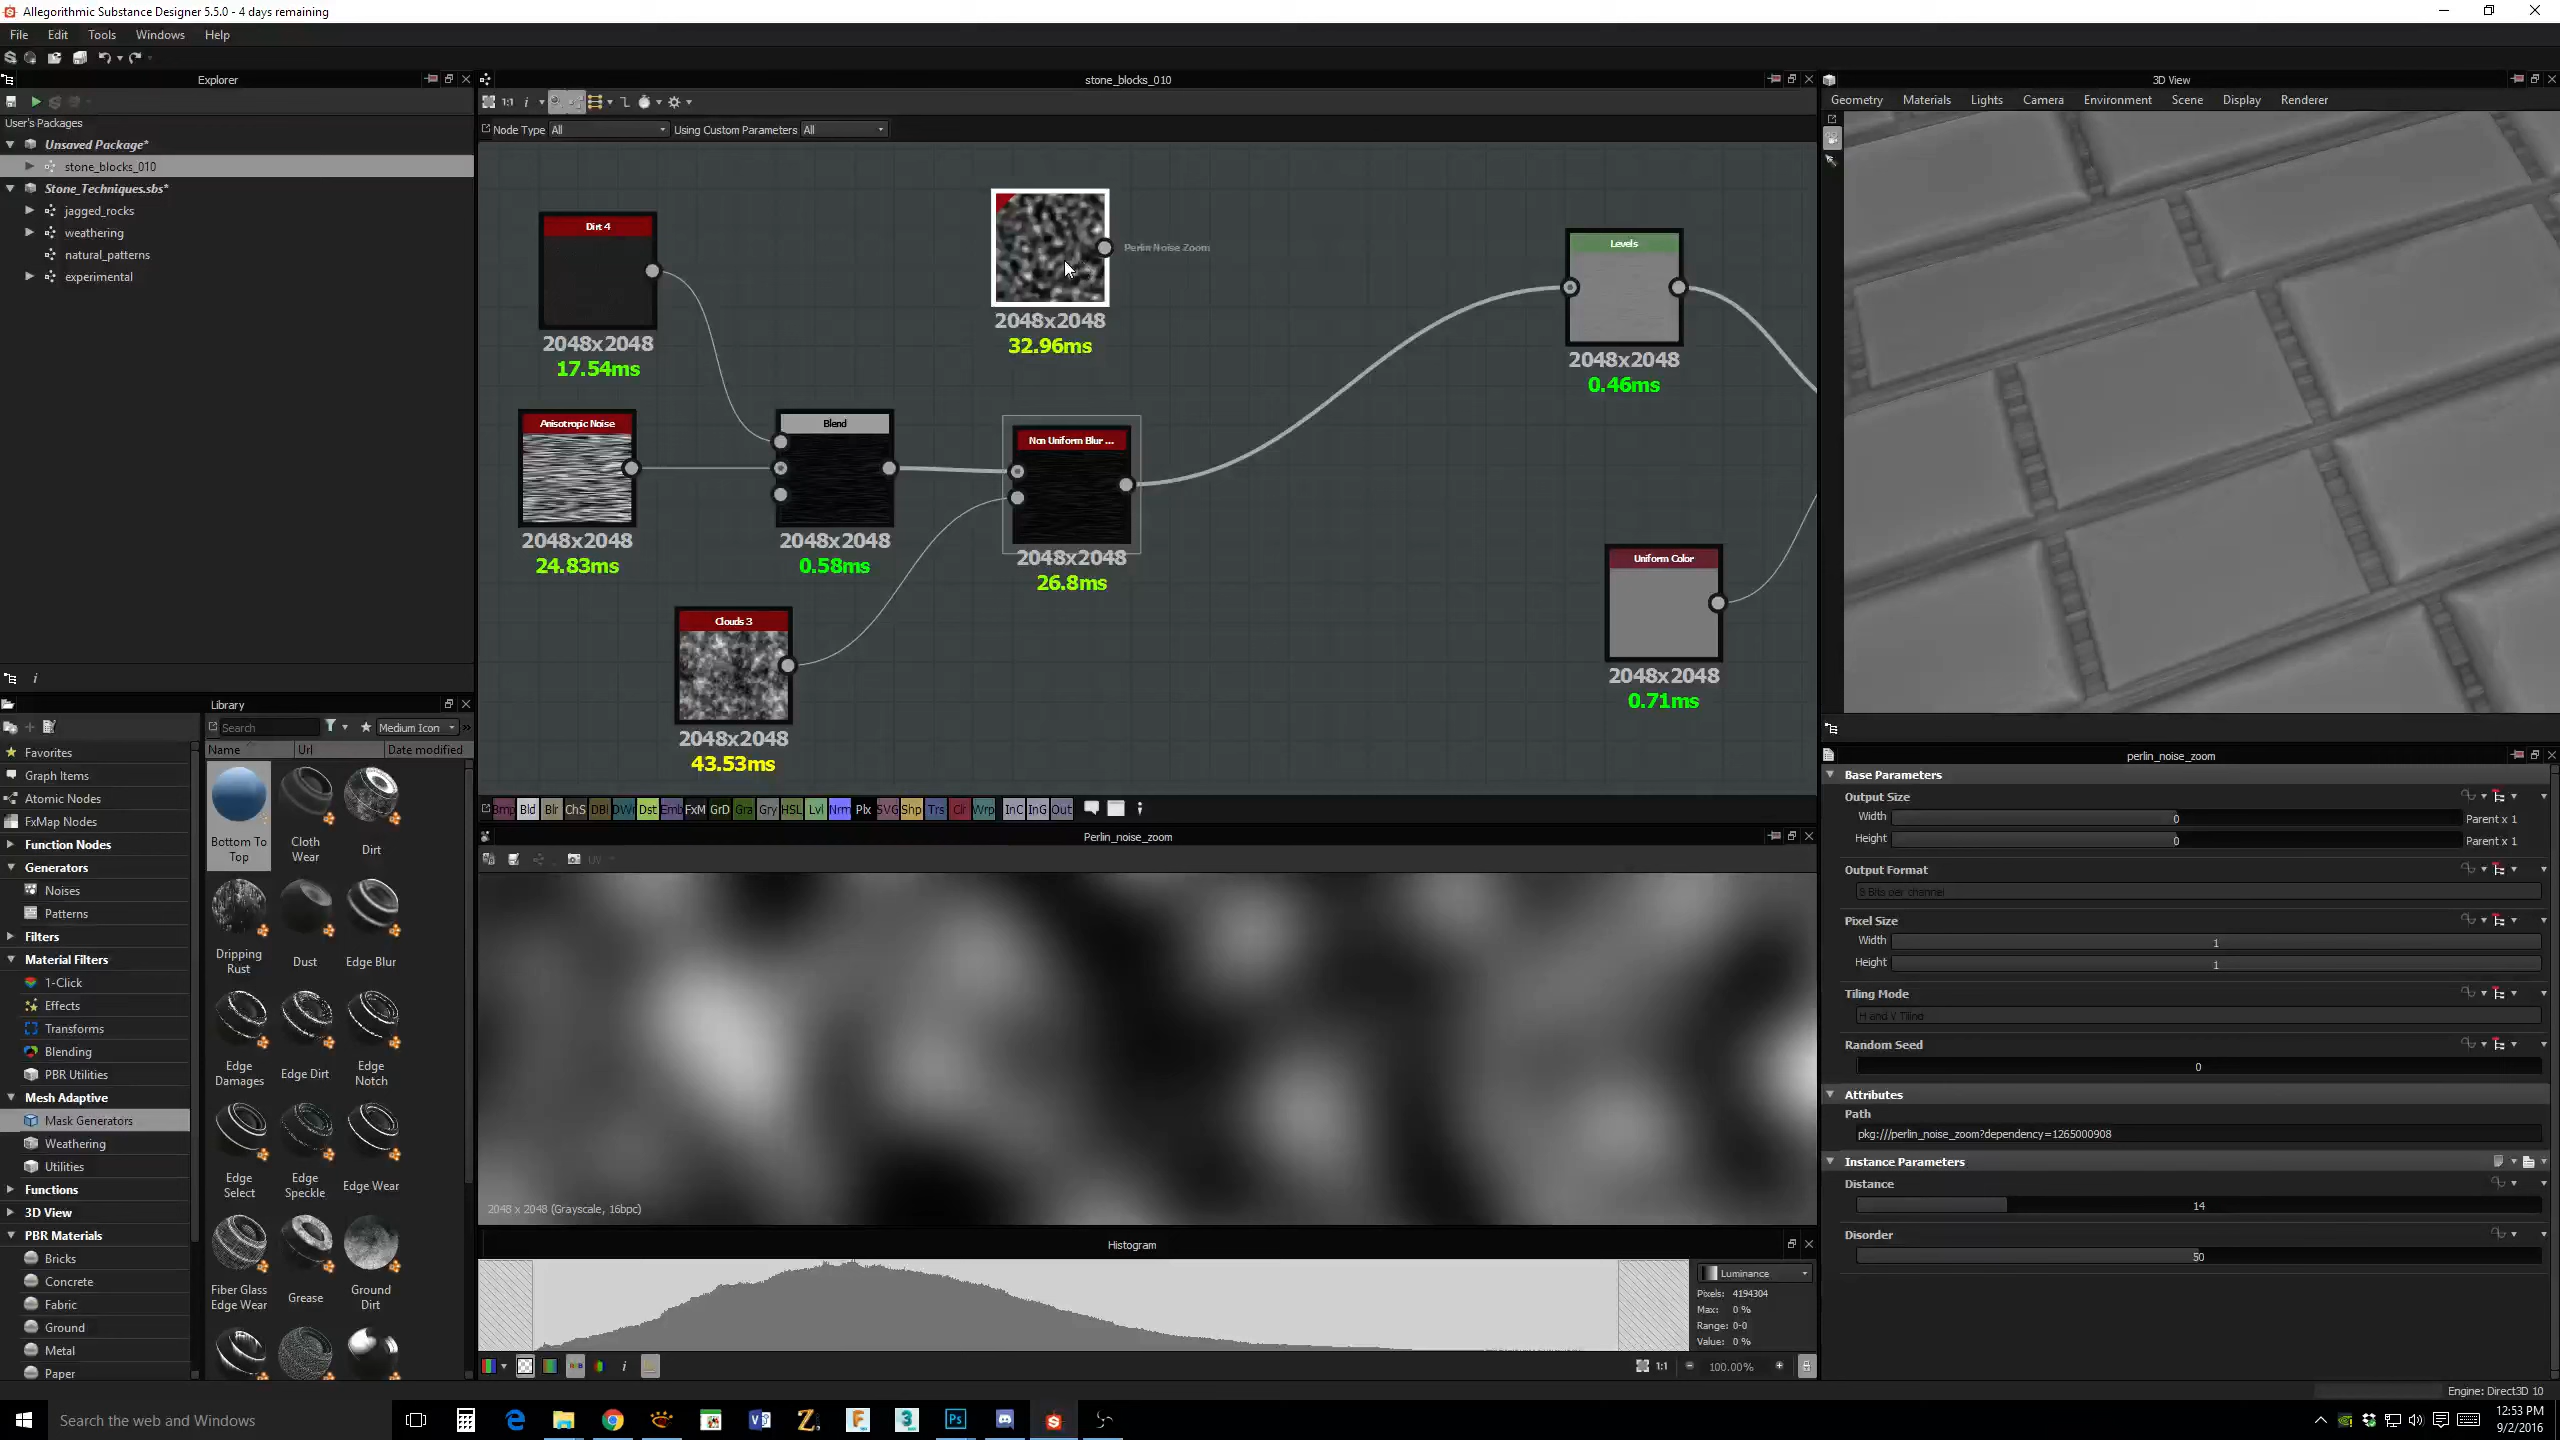 Allegorithmic Substance Designer 5.5.0 - 4 days remaining
File Edit Tools Windows Help
Explorer
User's Packages
Unsaved Package*
stone_blocks_010
Stone_Techniques.sbs*
jagged_rocks
weathering
natural_patterns
experimental
stone_blocks_010
1:1
Node Type All Using Custom Parameters All
Dirt 4
2048x2048
17.54ms
Perlin Noise Zoom
2048x2048
32.96ms
Levels
2048x2048
0.46ms
Anisotropic Noise
2048x2048
24.83ms
Blend
2048x2048
0.58ms
Non Uniform Blur ...
2048x2048
26.8ms
Clouds 3
2048x2048
43.53ms
Uniform Color
2048x2048
0.71ms
Bmp Bld Blr ChS DBl DWr Dst Emb FxM GrD Gra Gry HSL Lvl Nrm Plx SVG Shp Trs Clr Wrp InC InG Out
3D View
Geometry Materials Lights Camera Environment Scene Display Renderer
Library
Search Medium Icon
Name Url Date modified
Favorites
Graph Items
Atomic Nodes
FxMap Nodes
Function Nodes
Generators
Noises
Patterns
Filters
Material Filters
1-Click
Effects
Transforms
Blending
PBR Utilities
Mesh Adaptive
Mask Generators
Weathering
Utilities
Functions
3D View
PBR Materials
Bricks
Concrete
Fabric
Ground
Metal
Paper
Bottom To Top
Cloth Wear
Dirt
Dripping Rust
Dust
Edge Blur
Edge Damages
Edge Dirt
Edge Notch
Edge Select
Edge Speckle
Edge Wear
Fiber Glass Edge Wear
Grease
Ground Dirt
Perlin_noise_zoom
UV
2048 x 2048 (Grayscale, 16bpc)
Histogram
Luminance
Pixels: 4194304
Max: 0 %
Range: 0-0
Value: 0 %
1:1 100.00%
perlin_noise_zoom
Base Parameters
Output Size
Width 0 Parent x 1
Height 0 Parent x 1
Output Format
8 Bits per channel
Pixel Size
Width 1
Height 1
Tiling Mode
H and V Tiling
Random Seed
0
Attributes
Path
pkg:///perlin_noise_zoom?dependency=1265000908
Instance Parameters
Distance
14
Disorder
50
Engine: Direct3D 10
Search the web and Windows
12:53 PM
9/2/2016